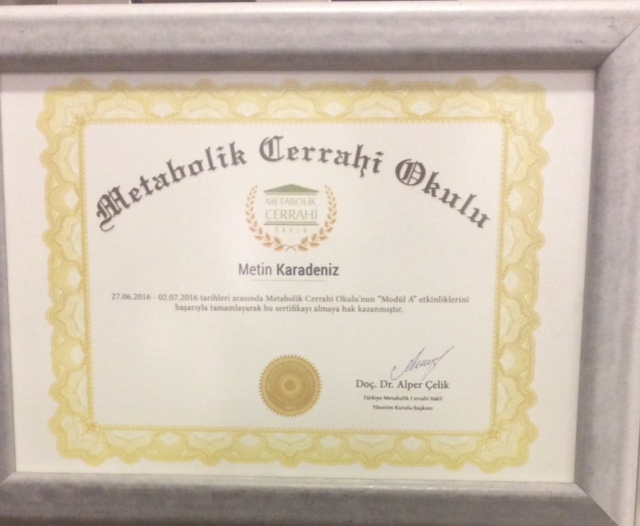 Metabolik Cerrahi Okulu
METABOLİK
CERRAHİ
OKULU
Metin Karadeniz
27.06.2016 - 02.07.2016 tarihleri arasında Metabolik Cerrahi Okulu'nun "Modül A" etkinliklerini
başarıyla tamamlayarak bu sertifikayı almaya hak kazanmıştır.
Doç. Dr. Alper Çelik
Türkiye Metabolik Cerrahi Vakfı
Yönetim Kurulu Başkanı